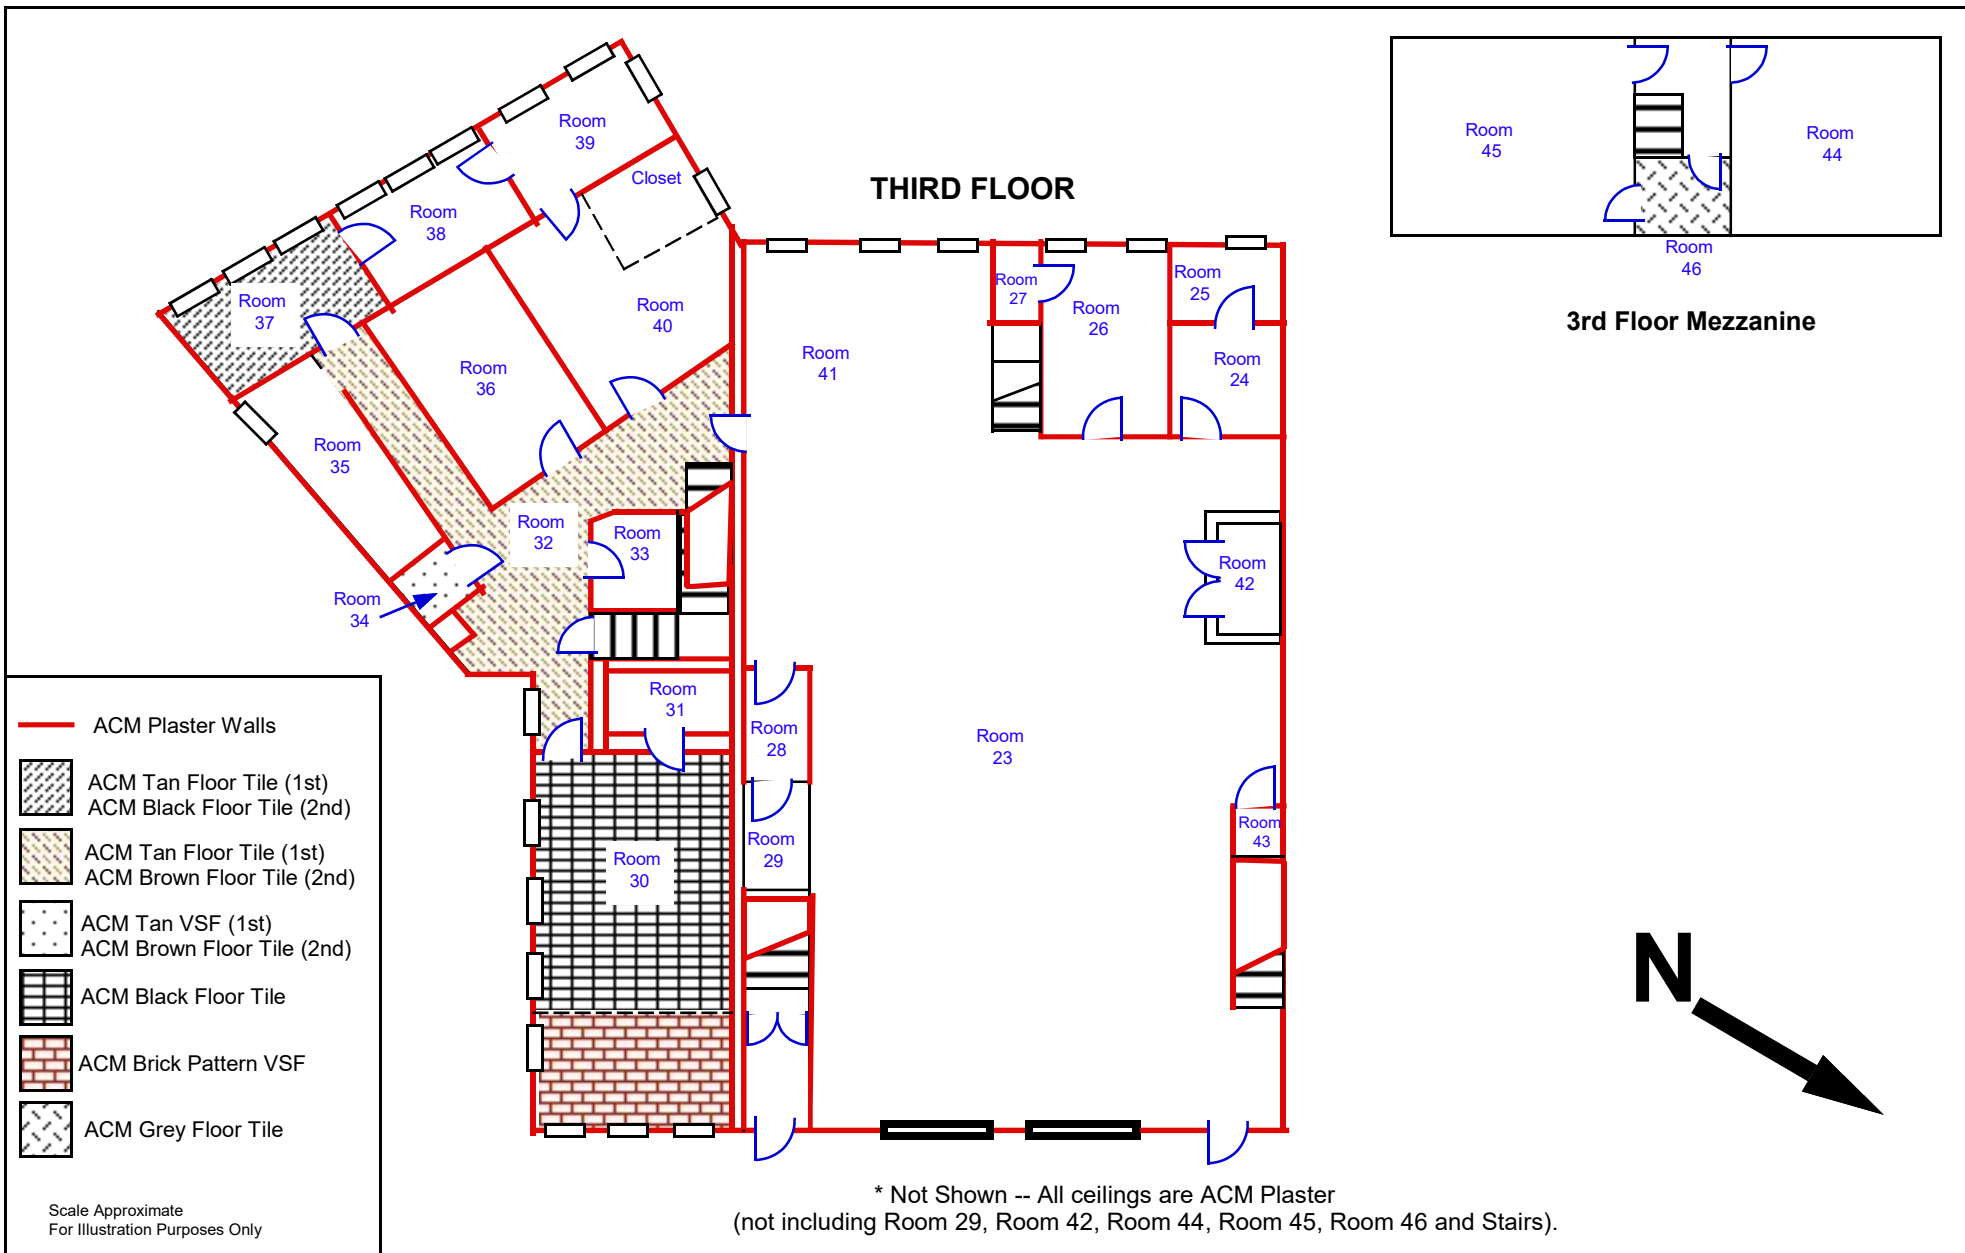 THIRD FLOOR
Room
39
Closet
Room
38
Room
37
Room
40
Room
36
Room
35
Room
32
Room
33
Room
34
Room
31
Room
30
Room
41
Room
27
Room
26
Room
25
Room
24
Room
42
Room
28
Room
23
Room
29
Room
43
Room
45
Room
44
Room
46
3rd Floor Mezzanine
N
ACM Plaster Walls
ACM Tan Floor Tile (1st)
ACM Black Floor Tile (2nd)
ACM Tan Floor Tile (1st)
ACM Brown Floor Tile (2nd)
ACM Tan VSF (1st)
ACM Brown Floor Tile (2nd)
ACM Black Floor Tile
ACM Brick Pattern VSF
ACM Grey Floor Tile
Scale Approximate
For Illustration Purposes Only
* Not Shown -- All ceilings are ACM Plaster
(not including Room 29, Room 42, Room 44, Room 45, Room 46 and Stairs).